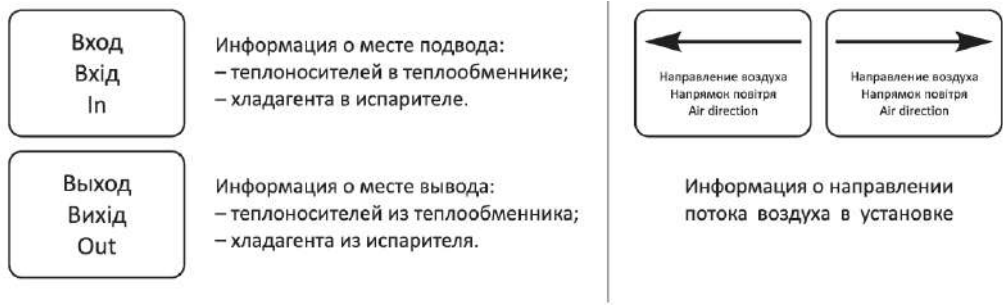 Вход
Вхід
In
Информация о месте подвода:
– теплоносителей в теплообменнике;
– хладагента в испарителе.
Выход
Вихід
Out
Информация о месте вывода:
– теплоносителей из теплообменника;
– хладагента из испарителя.
Направление воздуха
Напрямок повітря
Air direction
Направление воздуха
Напрямок повітря
Air direction
Информация о направлении
потока воздуха в установке